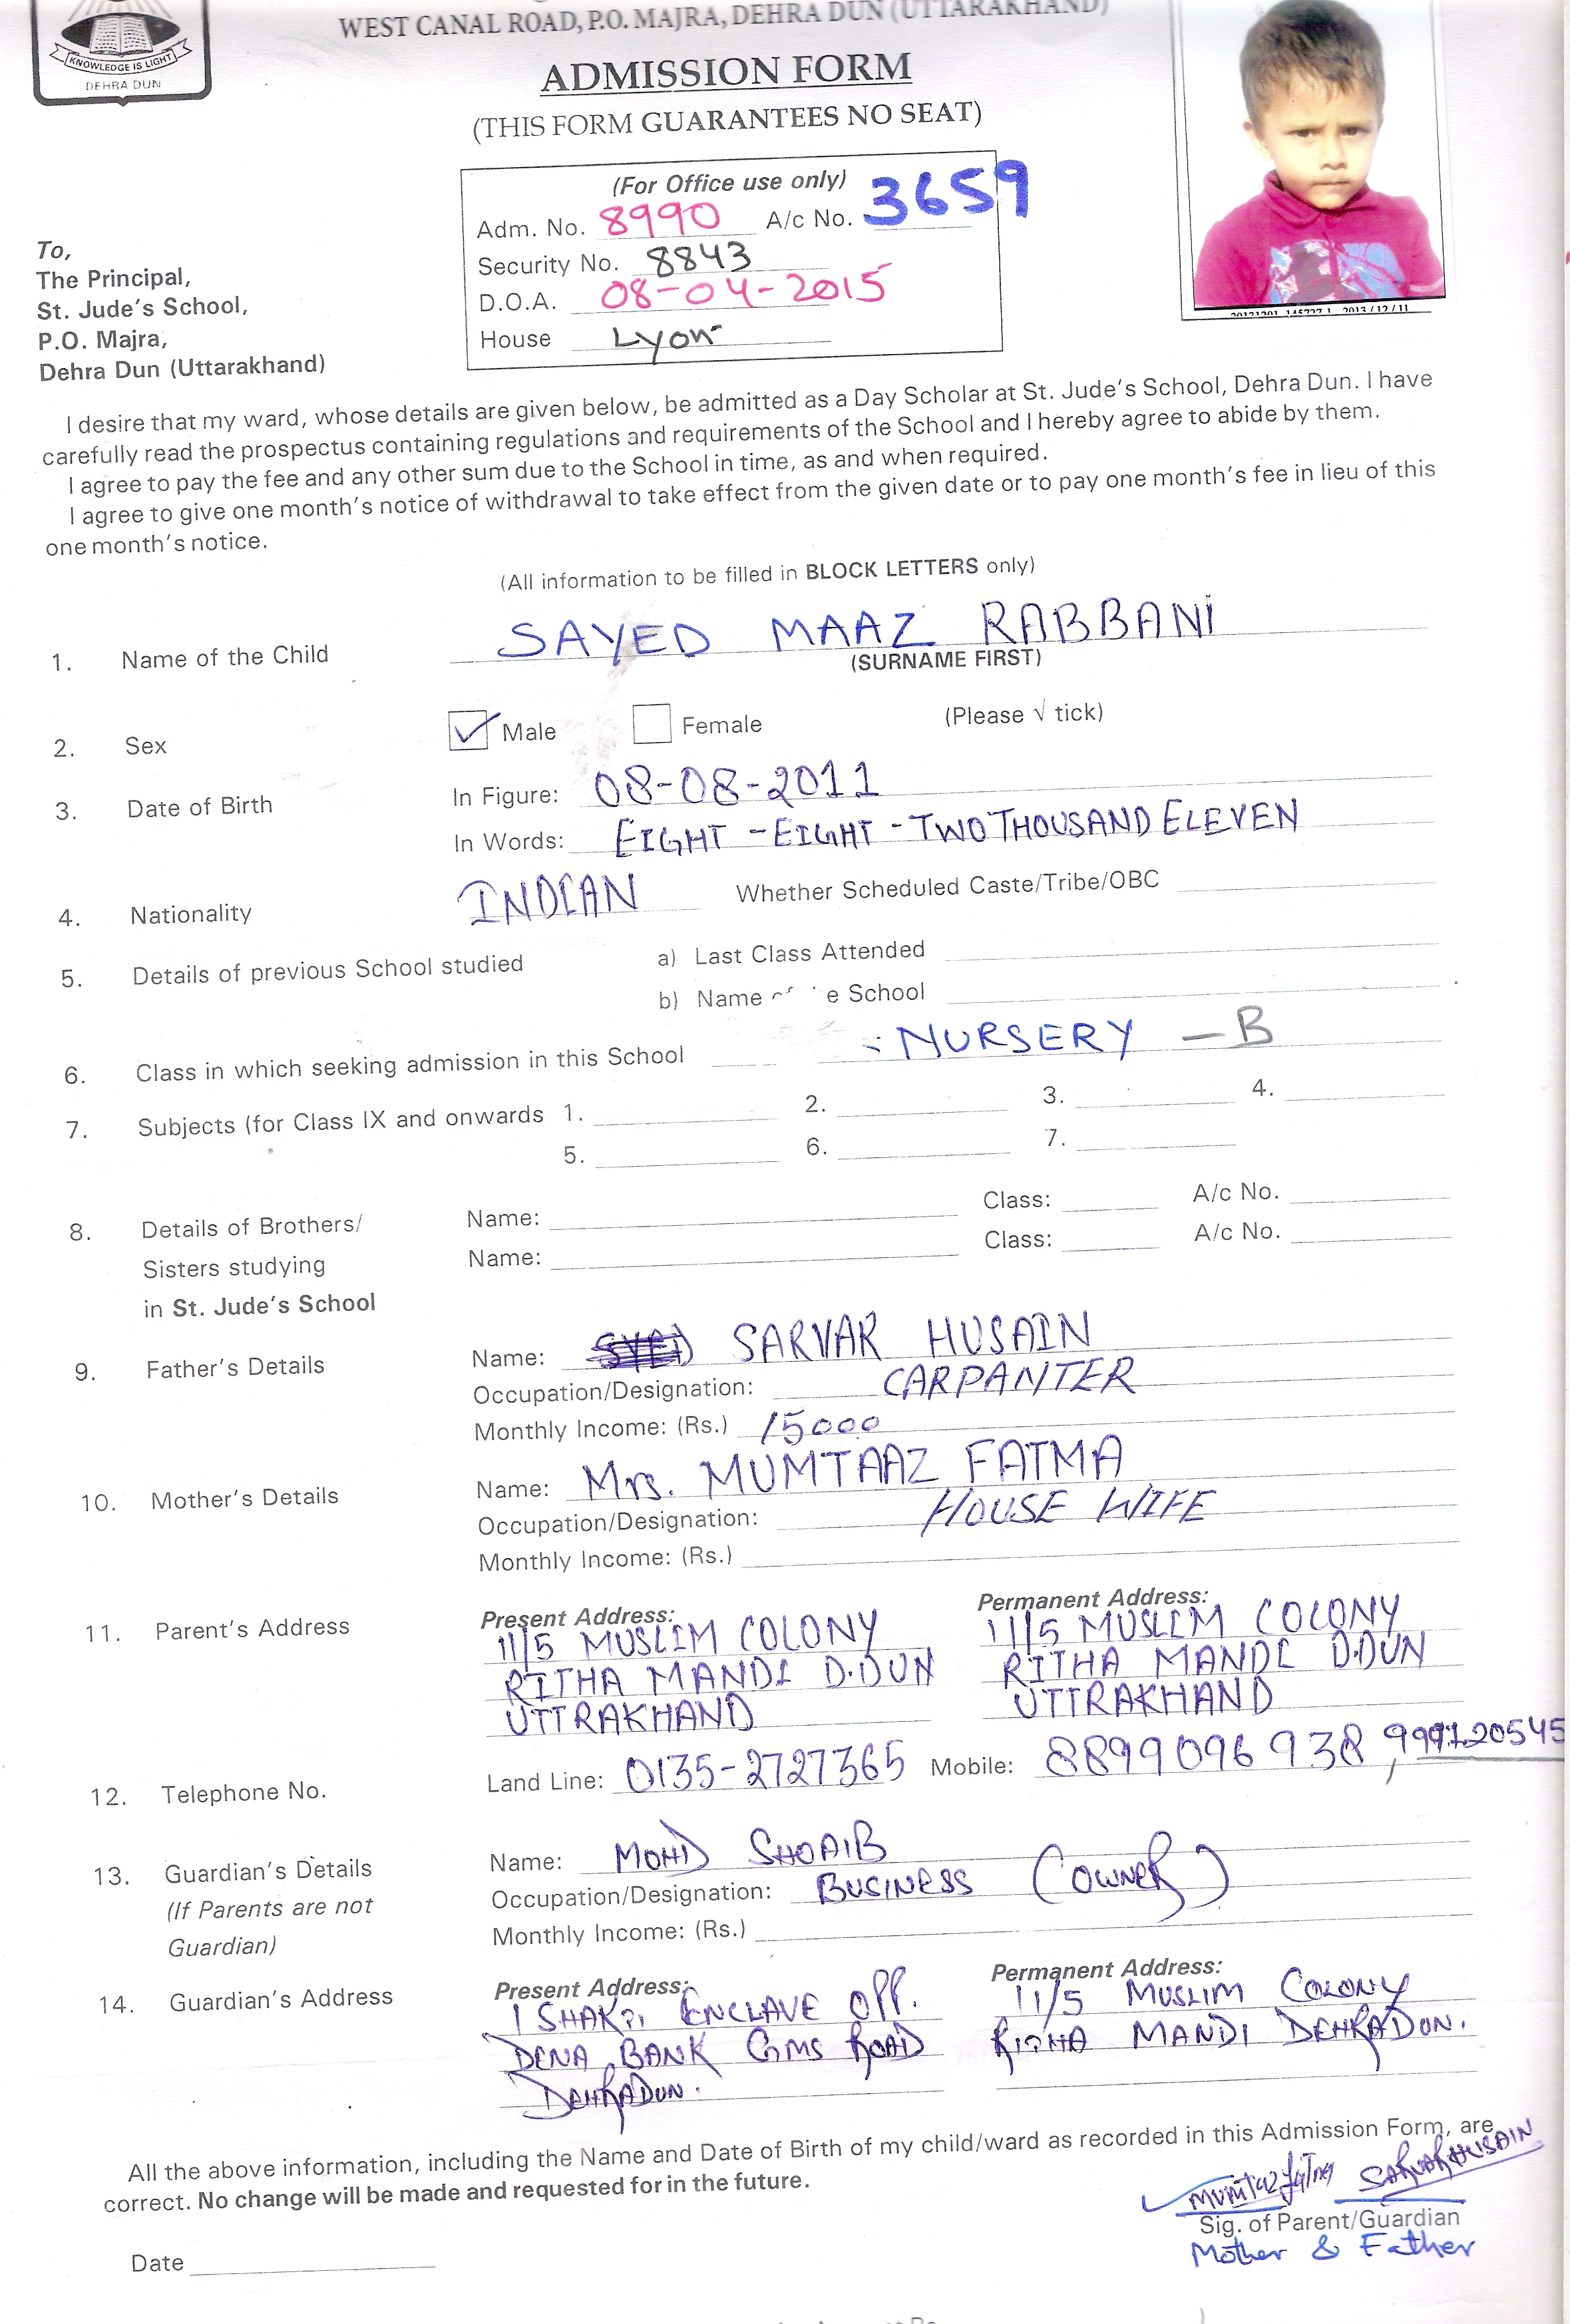 WEST CANAL ROAD, P.O. MAJRA, DEHRA DUN (UTTARAKHAND)
KNOWLEDGE IS LIGHT
DEHRA DUN
ADMISSION FORM
(THIS FORM GUARANTEES NO SEAT)
(For Office use only)
Adm. No. 8990 A/c No. 3659
Security No. 8843
D.O.A. 08-04-2015
House Lyon
To,
The Principal,
St. Jude's School,
P.O. Majra,
Dehra Dun (Uttarakhand)
I desire that my ward, whose details are given below, be admitted as a Day Scholar at St. Jude's School, Dehra Dun. I have
carefully read the prospectus containing regulations and requirements of the School and I hereby agree to abide by them.
I agree to pay the fee and any other sum due to the School in time, as and when required.
I agree to give one month's notice of withdrawal to take effect from the given date or to pay one month's fee in lieu of this
one month's notice.
(All information to be filled in BLOCK LETTERS only)
1. Name of the Child SAYED MAAZ RABBANI
(SURNAME FIRST)
2. Sex Male Female (Please √ tick)
3. Date of Birth In Figure: 08-08-2011
In Words: EIGHT - EIGHT - TWO THOUSAND ELEVEN
4. Nationality INDIAN Whether Scheduled Caste/Tribe/OBC
5. Details of previous School studied a) Last Class Attended
b) Name School
6. Class in which seeking admission in this School NURSERY - B
7. Subjects (for Class IX and onwards 1. 2. 3. 4.
5. 6. 7.
8. Details of Brothers/ Name: Class: A/c No.
Sisters studying Name: Class: A/c No.
in St. Jude's School
9. Father's Details Name: SARVAR HUSAIN
Occupation/Designation: CARPANTER
Monthly Income: (Rs.) 15000
10. Mother's Details Name: Mrs. MUMTAAZ FATMA
Occupation/Designation: HOUSE WIFE
Monthly Income: (Rs.)
11. Parent's Address Present Address: Permanent Address:
11/5 MUSLIM COLONY 11/5 MUSLIM COLONY
RITHA MANDI D.DUN RITHA MANDI D.DUN
UTTRAKHAND UTTRAKHAND
12. Telephone No. Land Line: 0135-2727365 Mobile: 8899096938,
13. Guardian's Details Name: MOHD SHOAIB
(If Parents are not Occupation/Designation: BUSINESS (OWNER)
Guardian) Monthly Income: (Rs.)
14. Guardian's Address Present Address: Permanent Address:
1 SHAKTI ENCLAVE OFF. 11/5 MUSLIM COLONY
DENA BANK GMS ROAD RITHA MANDI DEHRADUN.
DEHRADUN.
All the above information, including the Name and Date of Birth of my child/ward as recorded in this Admission Form, are
correct. No change will be made and requested for in the future.
Mumtaz Fatma SARVAR HUSAIN
Sig. of Parent/Guardian
Mother & Father
Date